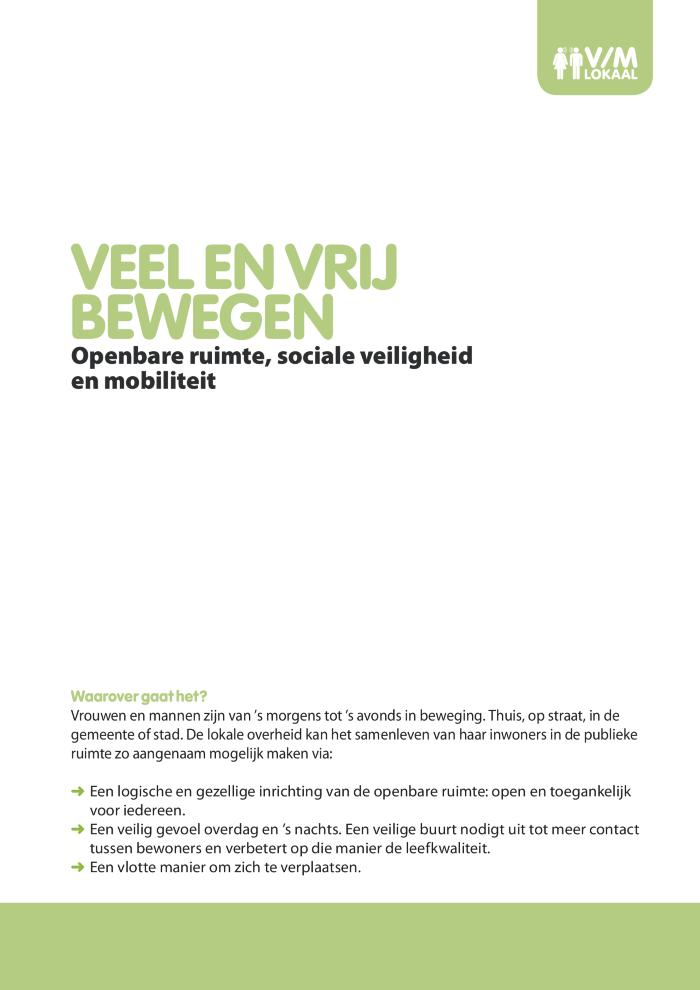 V/M
LOKAAL
VEEL EN VRIJ
BEWEGEN
Openbare ruimte, sociale veiligheid
en mobiliteit
Waarover gaat het?
Vrouwen en mannen zijn van ’s morgens tot ’s avonds in beweging. Thuis, op straat, in de
gemeente of stad. De lokale overheid kan het samenleven van haar inwoners in de publieke
ruimte zo aangenaam mogelijk maken via:
➜ Een logische en gezellige inrichting van de openbare ruimte: open en toegankelijk
voor iedereen.
➜ Een veilig gevoel overdag en ’s nachts. Een veilige buurt nodigt uit tot meer contact
tussen bewoners en verbetert op die manier de leefkwaliteit.
➜ Een vlotte manier om zich te verplaatsen.